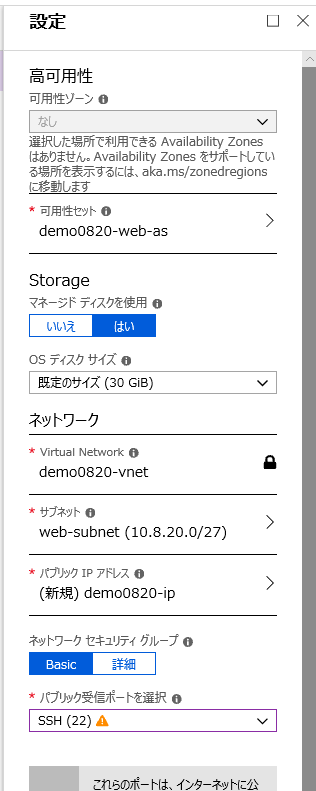 設定
高可用性
可用性ゾーン
なし
選択した場所で利用できる Availability Zones
はありません。Availability Zones をサポートしてい
る場所を表示するには、aka.ms/zonedregions
に移動します
* 可用性セット
demo0820-web-as
Storage
マネージド ディスクを使用
いいえ はい
OS ディスク サイズ
既定のサイズ (30 GiB)
ネットワーク
* Virtual Network
demo0820-vnet
* サブネット
web-subnet (10.8.20.0/27)
* パブリック IP アドレス
(新規) demo0820-ip
ネットワーク セキュリティ グループ
Basic 詳細
* パブリック受信ポートを選択
SSH (22)
これらのポートは、インターネットに公